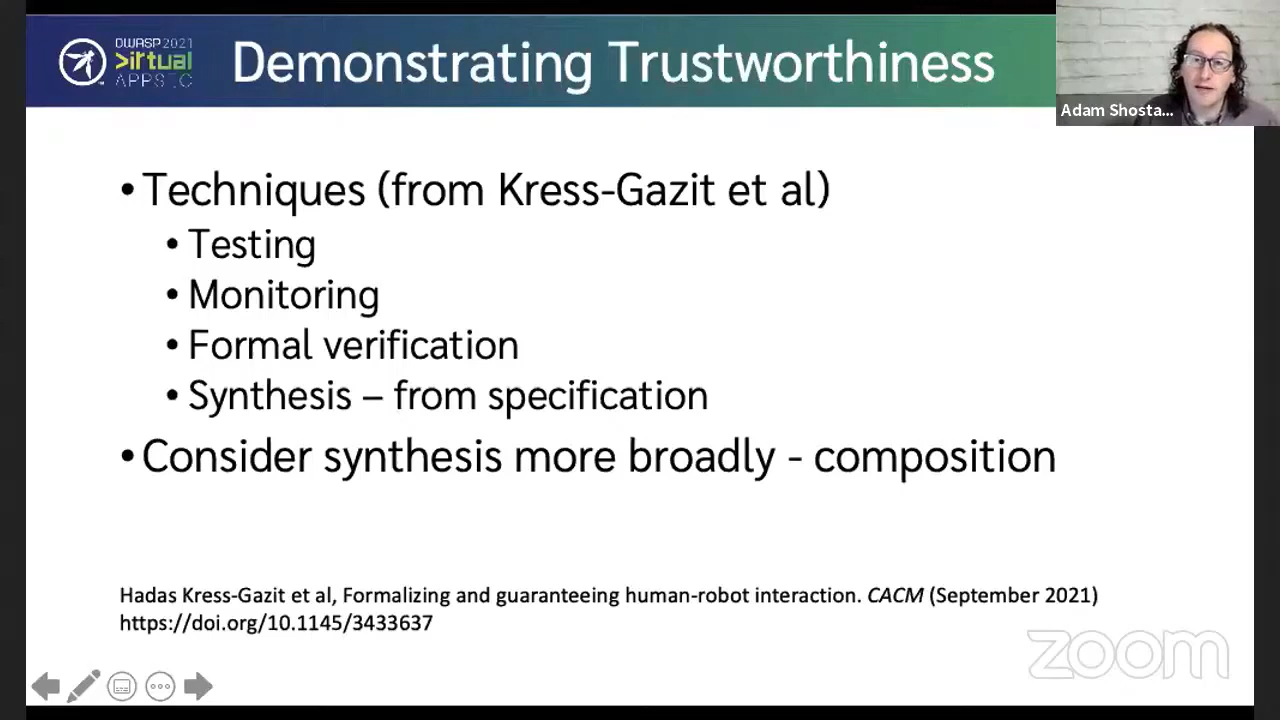 OWASP 2021
>irtual
APPSEC
Demonstrating Trustworthiness
Adam Shosta...
• Techniques (from Kress-Gazit et al)
• Testing
• Monitoring
• Formal verification
• Synthesis – from specification
• Consider synthesis more broadly - composition
Hadas Kress-Gazit et al, Formalizing and guaranteeing human-robot interaction. CACM (September 2021)
https://doi.org/10.1145/3433637
zoom